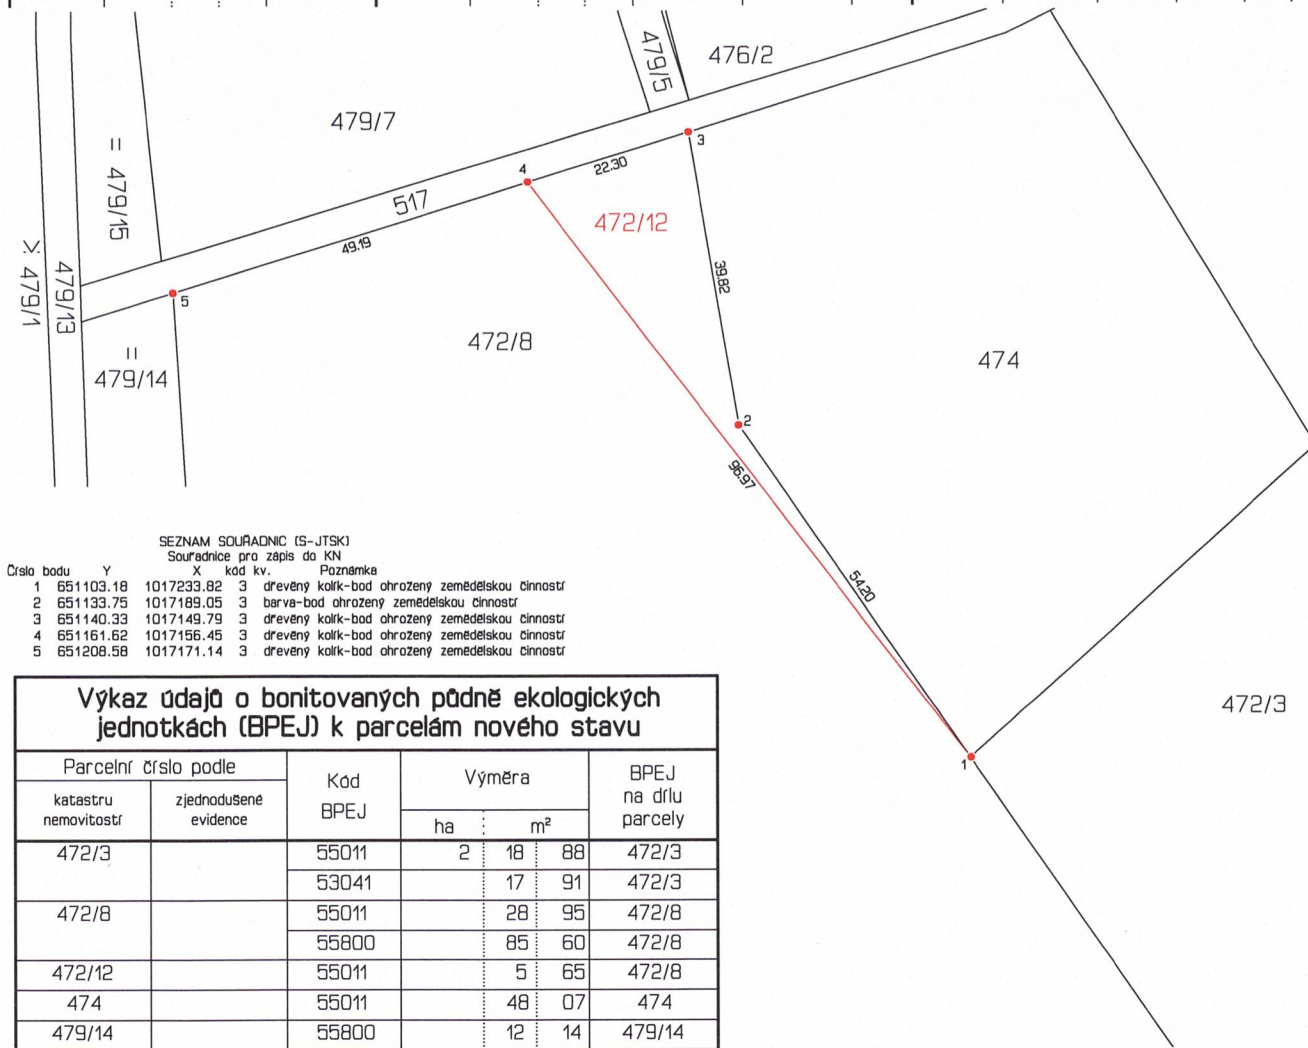 476/2
479/5
479/7
3
22.30
4
= 479/15
517
472/12
49.19
39.82
479/1
479/13
5
472/8
=
479/14
474
2
96.97
54.20
SEZNAM SOUŘADNIC (S-JTSK)
Souřadnice pro zápis do KN
Číslo bodu Y X kód kv. Poznámka
1 651103.18 1017233.82 3 dřevěný kolík-bod ohrožený zemědělskou činností
2 651133.75 1017189.05 3 barva-bod ohrožený zemědělskou činností
3 651140.33 1017149.79 3 dřevěný kolík-bod ohrožený zemědělskou činností
4 651161.62 1017156.45 3 dřevěný kolík-bod ohrožený zemědělskou činností
5 651208.58 1017171.14 3 dřevěný kolík-bod ohrožený zemědělskou činností
472/3
1
Výkaz údajů o bonitovaných půdně ekologických
jednotkách (BPEJ) k parcelám nového stavu
Parcelní číslo podle
katastru
nemovitostí
zjednodušené
evidence
Kód
BPEJ
Výměra
ha m²
BPEJ
na dílu
parcely
472/3 55011 2 18 88 472/3
53041 17 91 472/3
472/8 55011 28 95 472/8
55800 85 60 472/8
472/12 55011 5 65 472/8
474 55011 48 07 474
479/14 55800 12 14 479/14